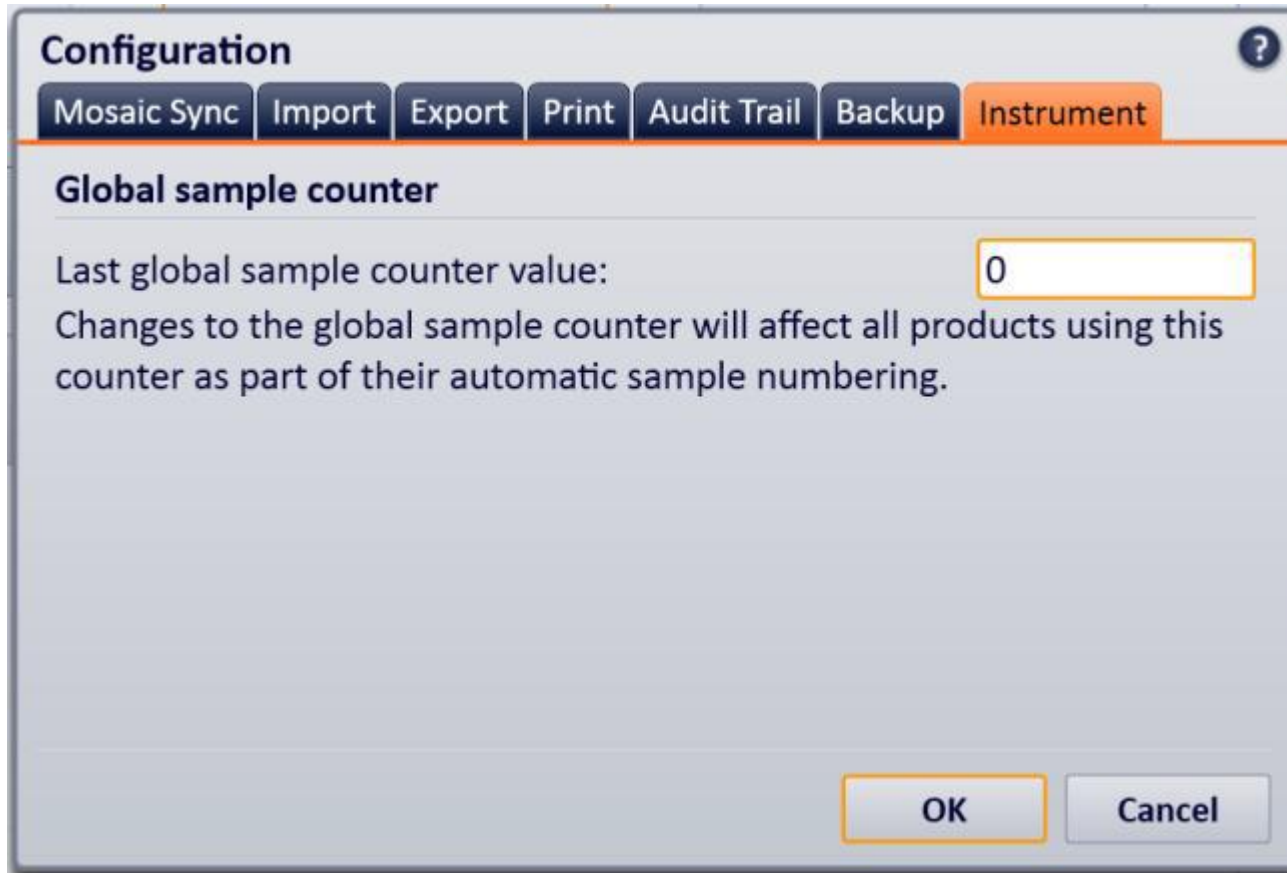 Configuration
?
Mosaic Sync Import Export Print Audit Trail Backup Instrument
Global sample counter
Last global sample counter value: 0
Changes to the global sample counter will affect all products using this
counter as part of their automatic sample numbering.
OK Cancel